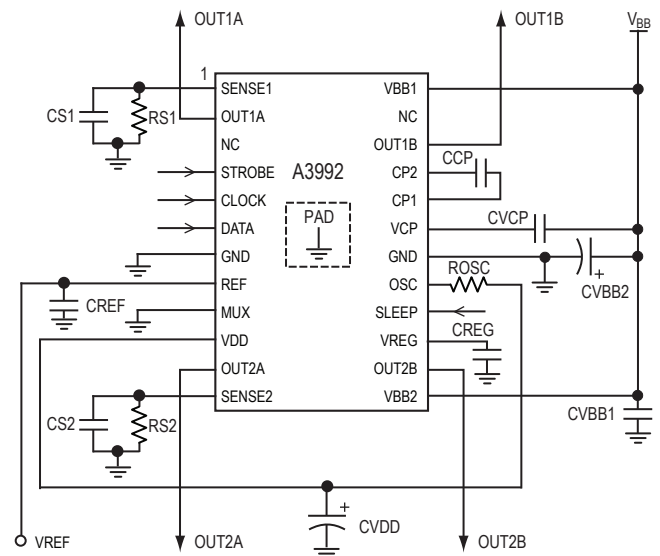 OUT1A
OUT1B
VBB
1
SENSE1
VBB1
CS1
RS1
OUT1A
NC
NC
OUT1B
CCP
STROBE
A3992
CP2
CLOCK
CP1
DATA
PAD
VCP
CVCP
GND
GND
ROSC
REF
OSC
CVBB2
+
CREF
MUX
SLEEP
CREG
VDD
VREG
OUT2A
OUT2B
SENSE2
VBB2
CS2
RS2
CVBB1
+
CVDD
VREF
OUT2A
OUT2B